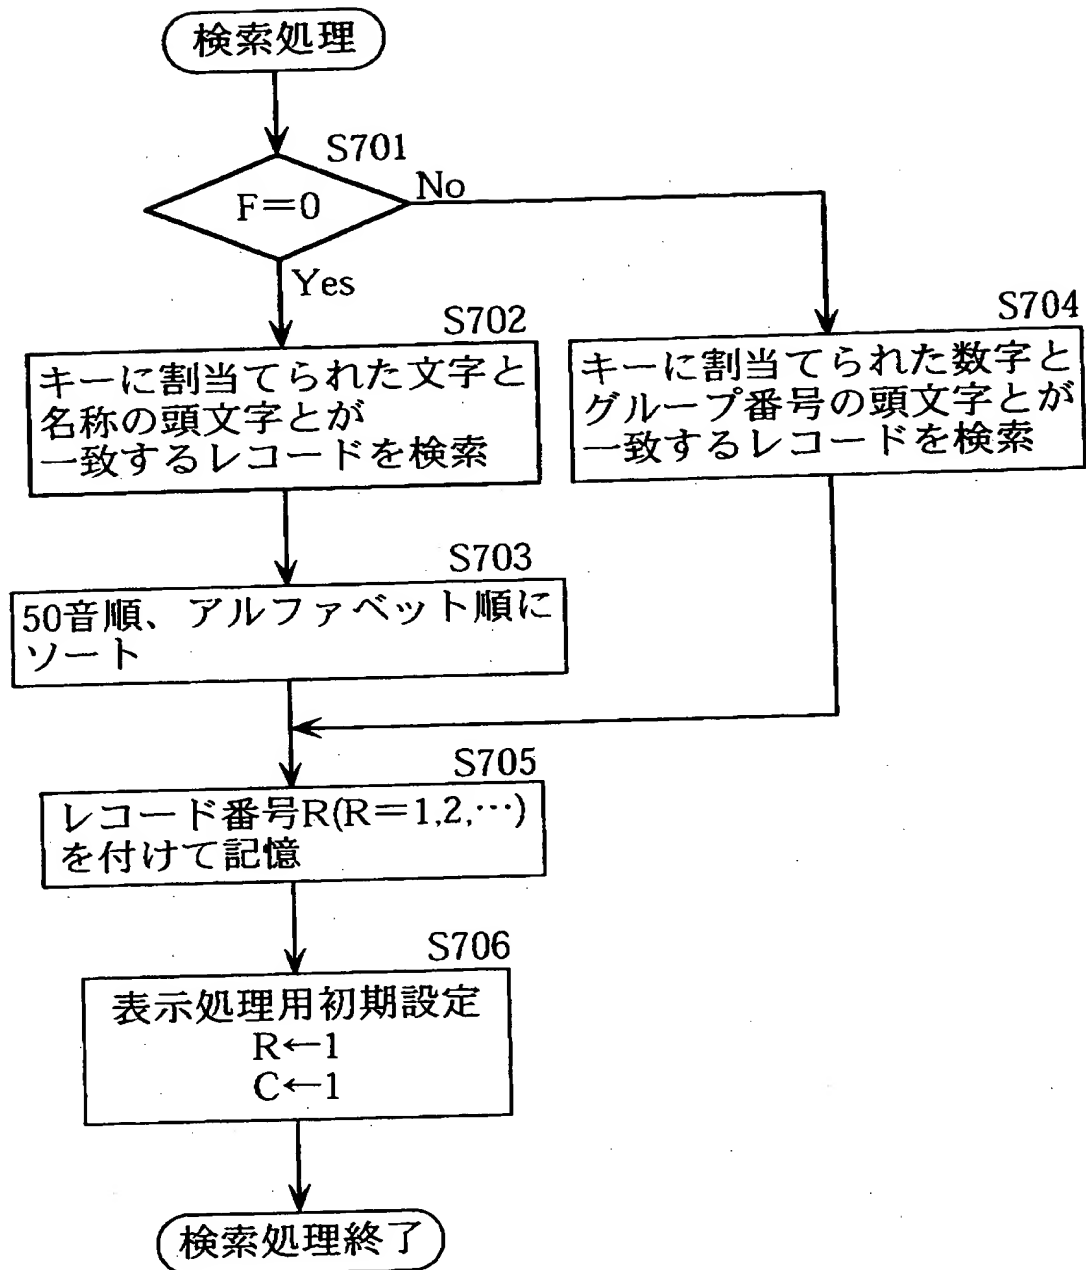 検索処理
S701
F＝0
No
Yes
S702
キーに割当てられた文字と
名称の頭文字とが
一致するレコードを検索
S704
キーに割当てられた数字と
グループ番号の頭文字とが
一致するレコードを検索
S703
50音順、アルファベット順に
ソート
S705
レコード番号R(R＝1,2,…)
を付けて記憶
S706
表示処理用初期設定
R←1
C←1
検索処理終了